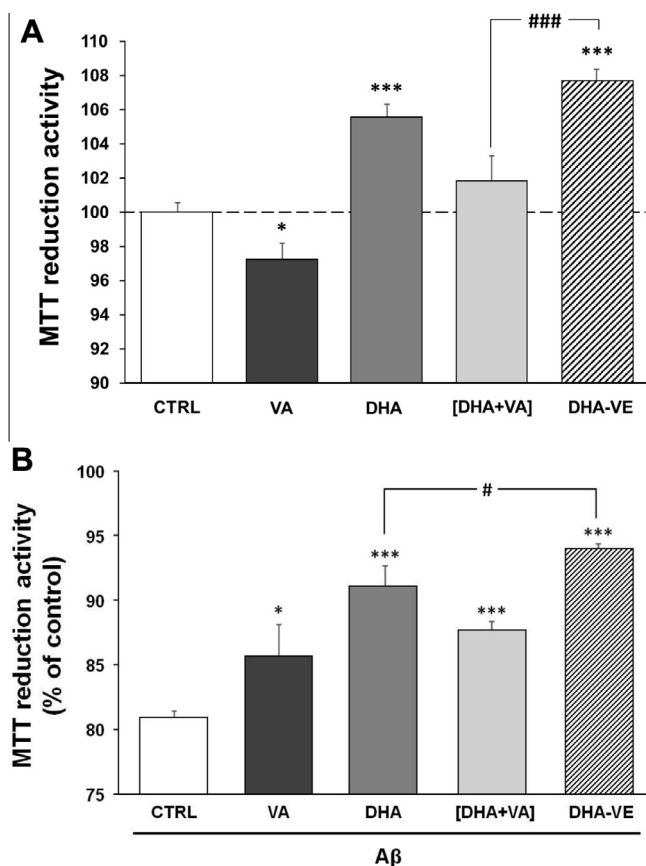 A
MTT reduction activity
110
108
106
104
102
100
98
96
94
92
90
*
***
###
***
CTRL
VA
DHA
[DHA+VA]
DHA-VE
B
MTT reduction activity
(% of control)
100
95
90
85
80
75
*
***
***
#
***
CTRL
VA
DHA
[DHA+VA]
DHA-VE
Aβ